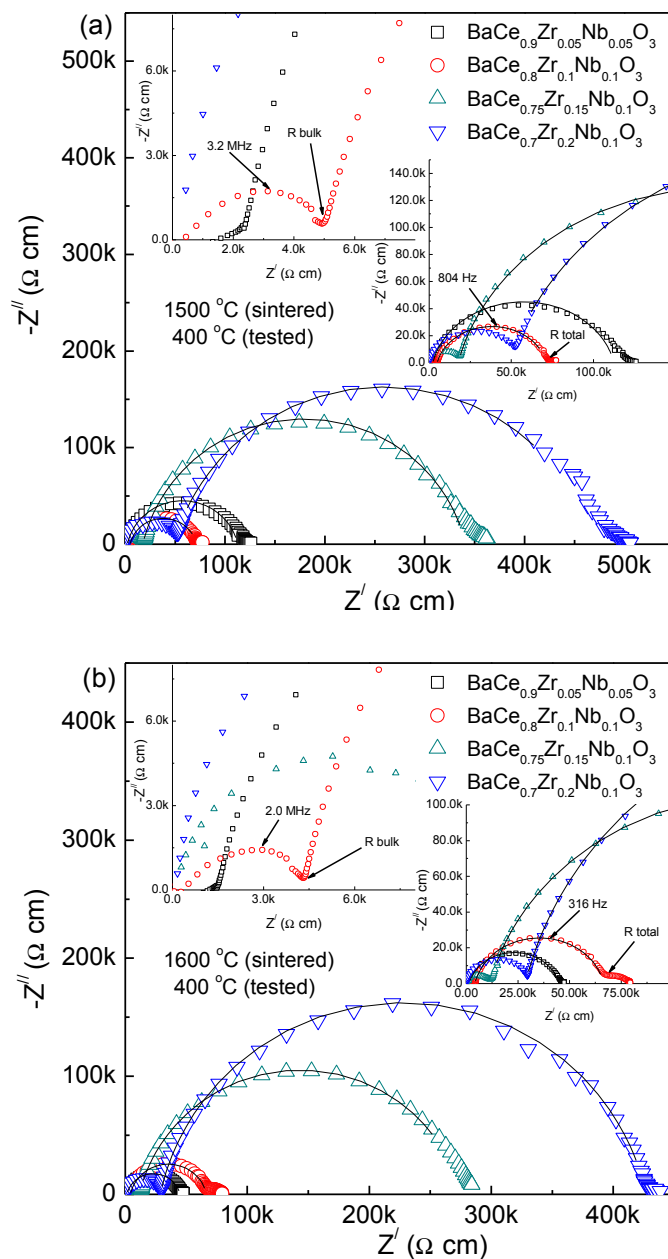 (a)
BaCe0.9Zr0.05Nb0.05O3
BaCe0.8Zr0.1Nb0.1O3
BaCe0.75Zr0.15Nb0.1O3
BaCe0.7Zr0.2Nb0.1O3
500k
400k
300k
200k
100k
0
-Z// (Ω cm)
0
100k
200k
300k
400k
500k
Z/ (Ω cm)
6.0k
3.0k
0.0
-Z// (Ω cm)
0.0
2.0k
4.0k
6.0k
Z/ (Ω cm)
3.2 MHz
R bulk
1500 °C (sintered)
400 °C (tested)
140.0k
120.0k
100.0k
80.0k
60.0k
40.0k
20.0k
0.0
-Z// (Ω cm)
0.0
50.0k
100.0k
Z/ (Ω cm)
804 Hz
R total
(b)
BaCe0.9Zr0.05Nb0.05O3
BaCe0.8Zr0.1Nb0.1O3
BaCe0.75Zr0.15Nb0.1O3
BaCe0.7Zr0.2Nb0.1O3
400k
300k
200k
100k
0
-Z// (Ω cm)
0
100k
200k
300k
400k
Z/ (Ω cm)
6.0k
3.0k
0.0
-Z// (Ω cm)
0.0
3.0k
6.0k
Z/ (Ω cm)
2.0 MHz
R bulk
1600 °C (sintered)
400 °C (tested)
100.0k
80.0k
60.0k
40.0k
20.0k
0.0
-Z// (Ω cm)
0.00
25.00k
50.00k
75.00k
Z/ (Ω cm)
316 Hz
R total